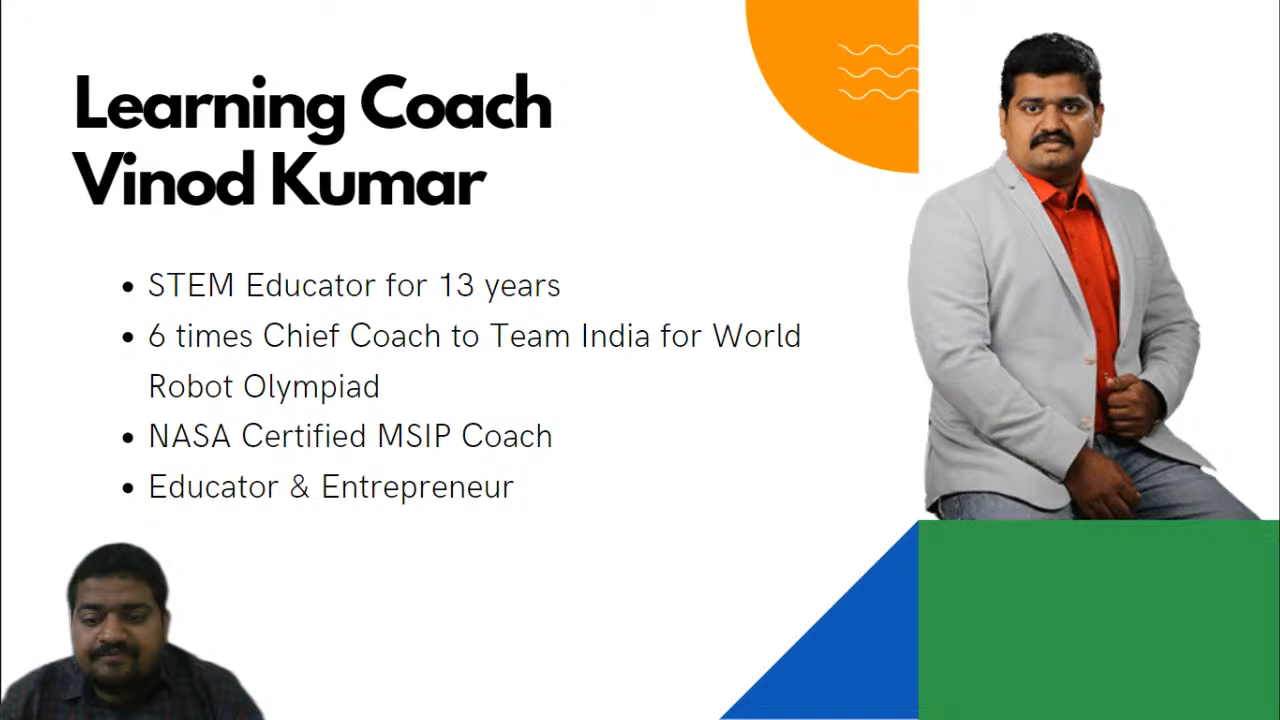 Learning Coach
Vinod Kumar
• STEM Educator for 13 years
• 6 times Chief Coach to Team India for World
Robot Olympiad
• NASA Certified MSIP Coach
• Educator & Entrepreneur